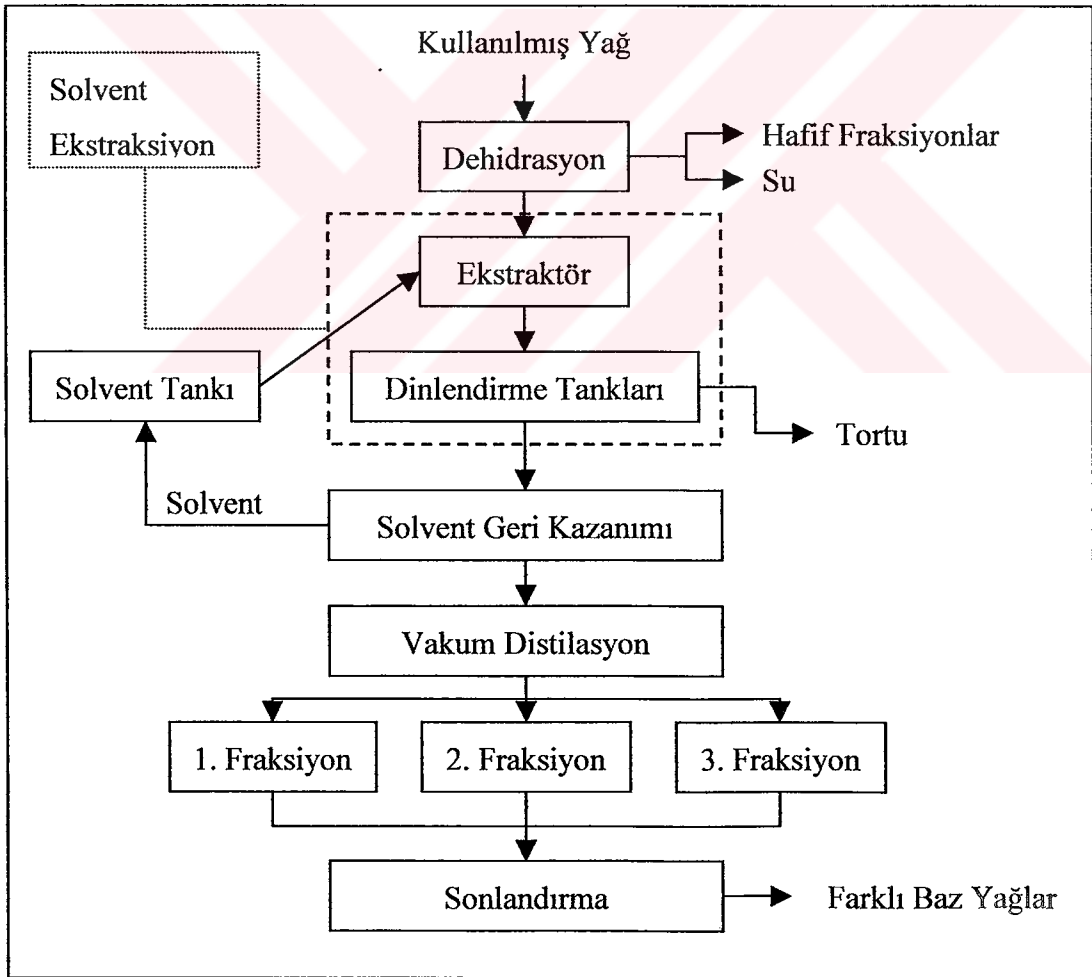 Kullanılmış Yağ
Solvent
Ekstraksiyon
Dehidrasyon
Hafif Fraksiyonlar
Su
Ekstraktör
Solvent Tankı
Dinlendirme Tankları
Tortu
Solvent
Solvent Geri Kazanımı
Vakum Distilasyon
1. Fraksiyon
2. Fraksiyon
3. Fraksiyon
Sonlandırma
Farklı Baz Yağlar